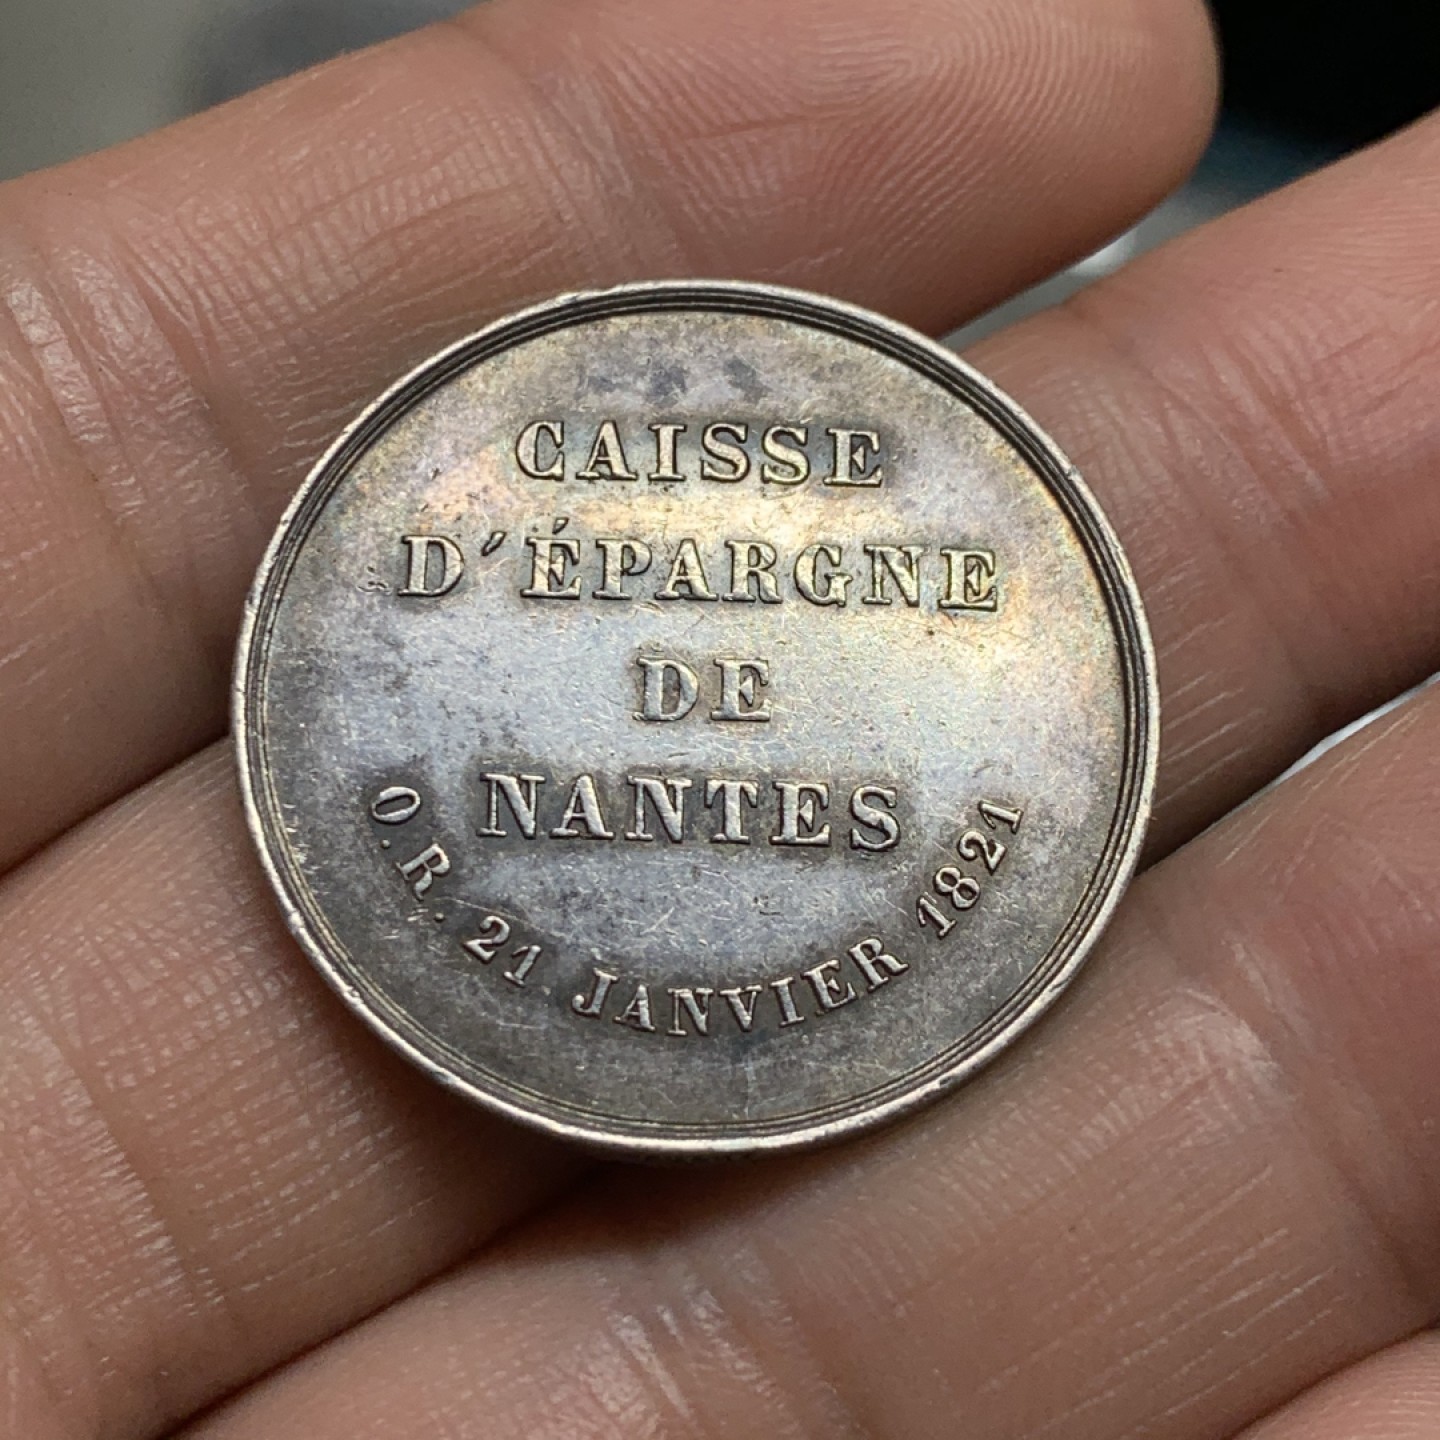 CAISSE
D'ÉPARGNE
DE
NANTES
O.R. 21 JANVIER 1821